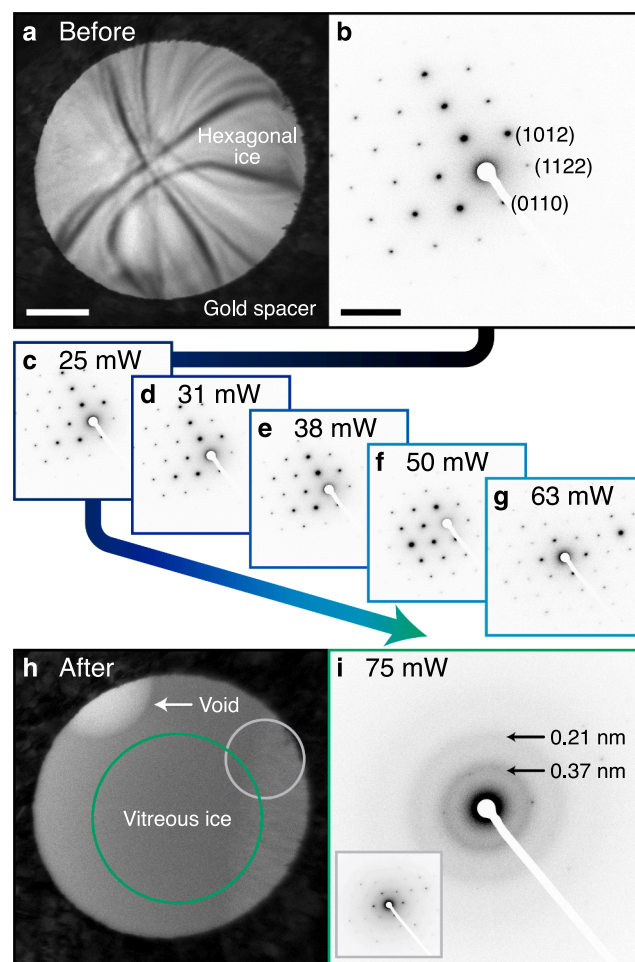 a Before
Hexagonal
ice
Gold spacer
b
(1012)
(1122)
(0110)
c 25 mW
d 31 mW
e 38 mW
f 50 mW
g 63 mW
h After
Void
Vitreous ice
i 75 mW
0.21 nm
0.37 nm